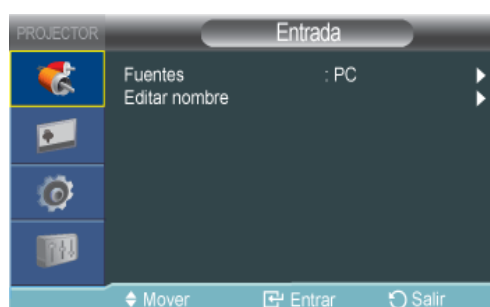 PROJECTOR Entrada
Fuentes : PC
Editar nombre
Mover Entrar Salir